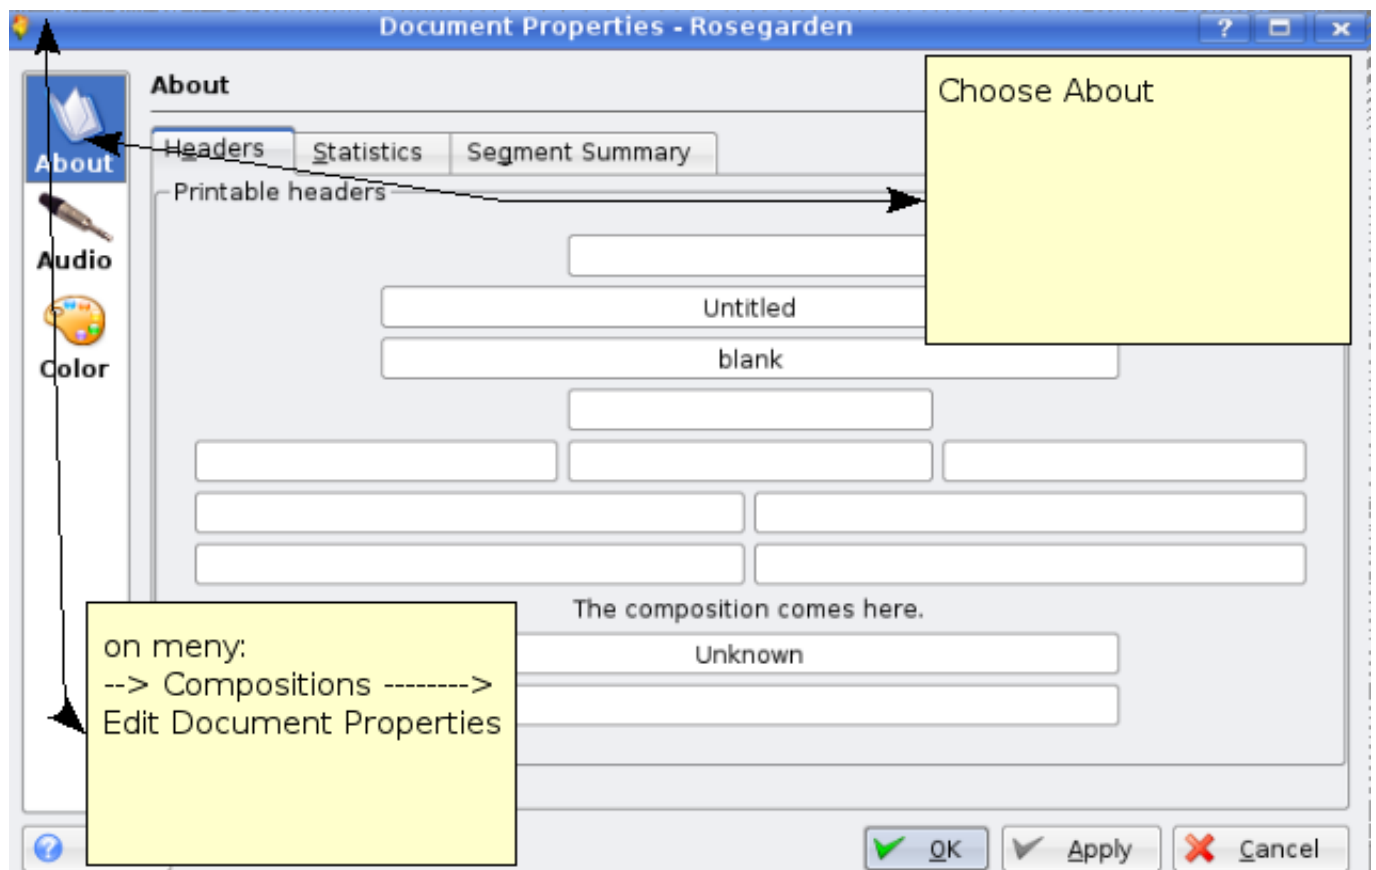 Document Properties - Rosegarden
?
About
Choose About
About
Headers
Statistics
Segment Summary
Printable headers
Audio
Untitled
blank
Color
The composition comes here.
on meny:
--> Compositions -------->
Edit Document Properties
Unknown
?
OK
Apply
Cancel